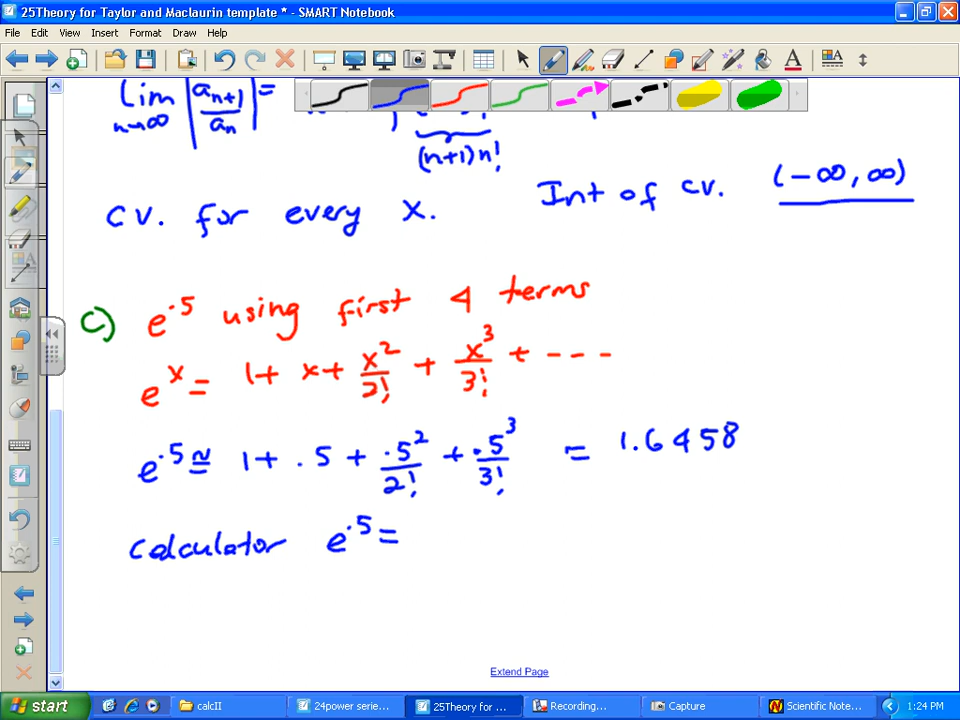 25Theory for Taylor and Maclaurin template * - SMART Notebook
File Edit View Insert Format Draw Help
lim n→∞ |a_{n+1}/a_n| =
(n+1)n!
cv. for every x.
Int of cv. (-∞, ∞)
c) e^{.5} using first 4 terms
e^x = 1 + x + x^2/2! + x^3/3! + - - -
e^{.5} ≅ 1 + .5 + .5^2/2! + .5^3/3! = 1.6458
calculator e^{.5} =
Extend Page
start calcII 24power serie... 25Theory for ... Recording... Capture Scientific Note... 1:24 PM